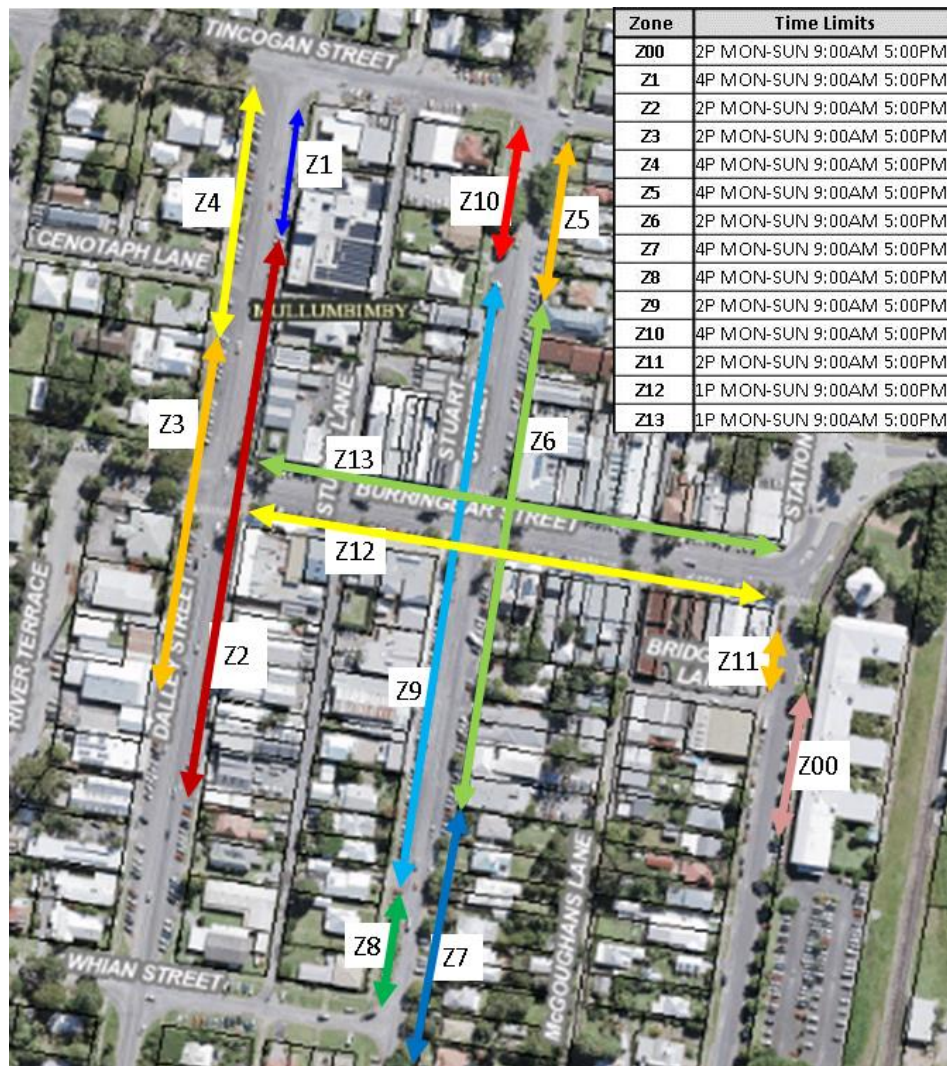 TINCOGAN STREET
Zone Time Limits
Z00 2P MON-SUN 9:00AM 5:00PM
Z1 4P MON-SUN 9:00AM 5:00PM
Z2 2P MON-SUN 9:00AM 5:00PM
Z3 2P MON-SUN 9:00AM 5:00PM
Z4 4P MON-SUN 9:00AM 5:00PM
Z5 4P MON-SUN 9:00AM 5:00PM
Z6 2P MON-SUN 9:00AM 5:00PM
Z7 4P MON-SUN 9:00AM 5:00PM
Z8 4P MON-SUN 9:00AM 5:00PM
Z9 2P MON-SUN 9:00AM 5:00PM
Z10 4P MON-SUN 9:00AM 5:00PM
Z11 2P MON-SUN 9:00AM 5:00PM
Z12 1P MON-SUN 9:00AM 5:00PM
Z13 1P MON-SUN 9:00AM 5:00PM
Z1
Z4
Z10
Z5
CENOTAPH LANE
MULLUMBIMBY
LANE
STUART
Z3
Z6
STATION
Z13
STREET
Z12
RIVER TERRACE
DALLEY STREET
Z2
Z9
Z11
Z00
McGOUGHANS LANE
Z8
Z7
WHIAN STREET